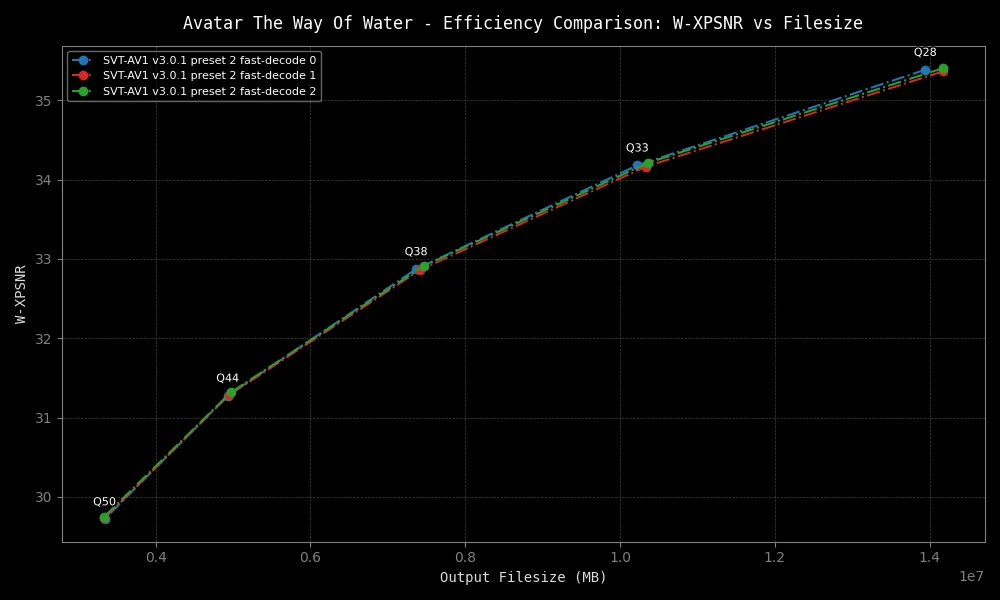 Avatar The Way Of Water - Efficiency Comparison: W-XPSNR vs Filesize
SVT-AV1 v3.0.1 preset 2 fast-decode 0
SVT-AV1 v3.0.1 preset 2 fast-decode 1
SVT-AV1 v3.0.1 preset 2 fast-decode 2
Q28
Q33
Q38
Q44
Q50
35
34
33
32
31
30
W-XPSNR
0.4
0.6
0.8
1.0
1.2
1.4
1e7
Output Filesize (MB)